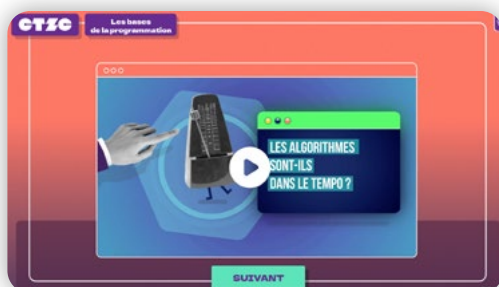 CTZC
Les bases
de la programmation
LES ALGORITHMES
SONT-ILS
DANS LE TEMPO ?
SUIVANT